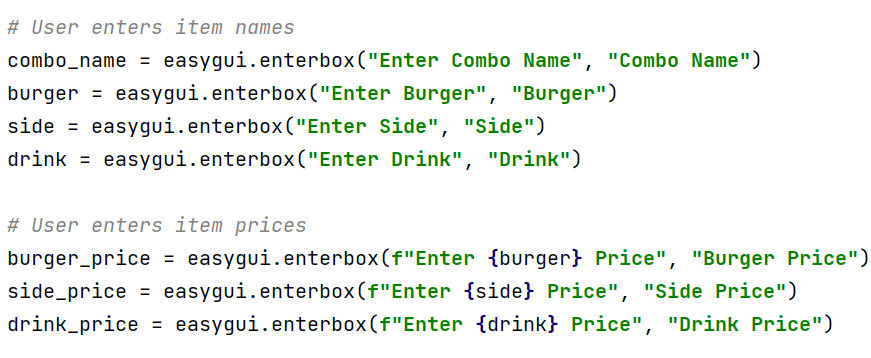 # User enters item names
combo_name = easygui.enterbox("Enter Combo Name", "Combo Name")
burger = easygui.enterbox("Enter Burger", "Burger")
side = easygui.enterbox("Enter Side", "Side")
drink = easygui.enterbox("Enter Drink", "Drink")

# User enters item prices
burger_price = easygui.enterbox(f"Enter {burger} Price", "Burger Price")
side_price = easygui.enterbox(f"Enter {side} Price", "Side Price")
drink_price = easygui.enterbox(f"Enter {drink} Price", "Drink Price")